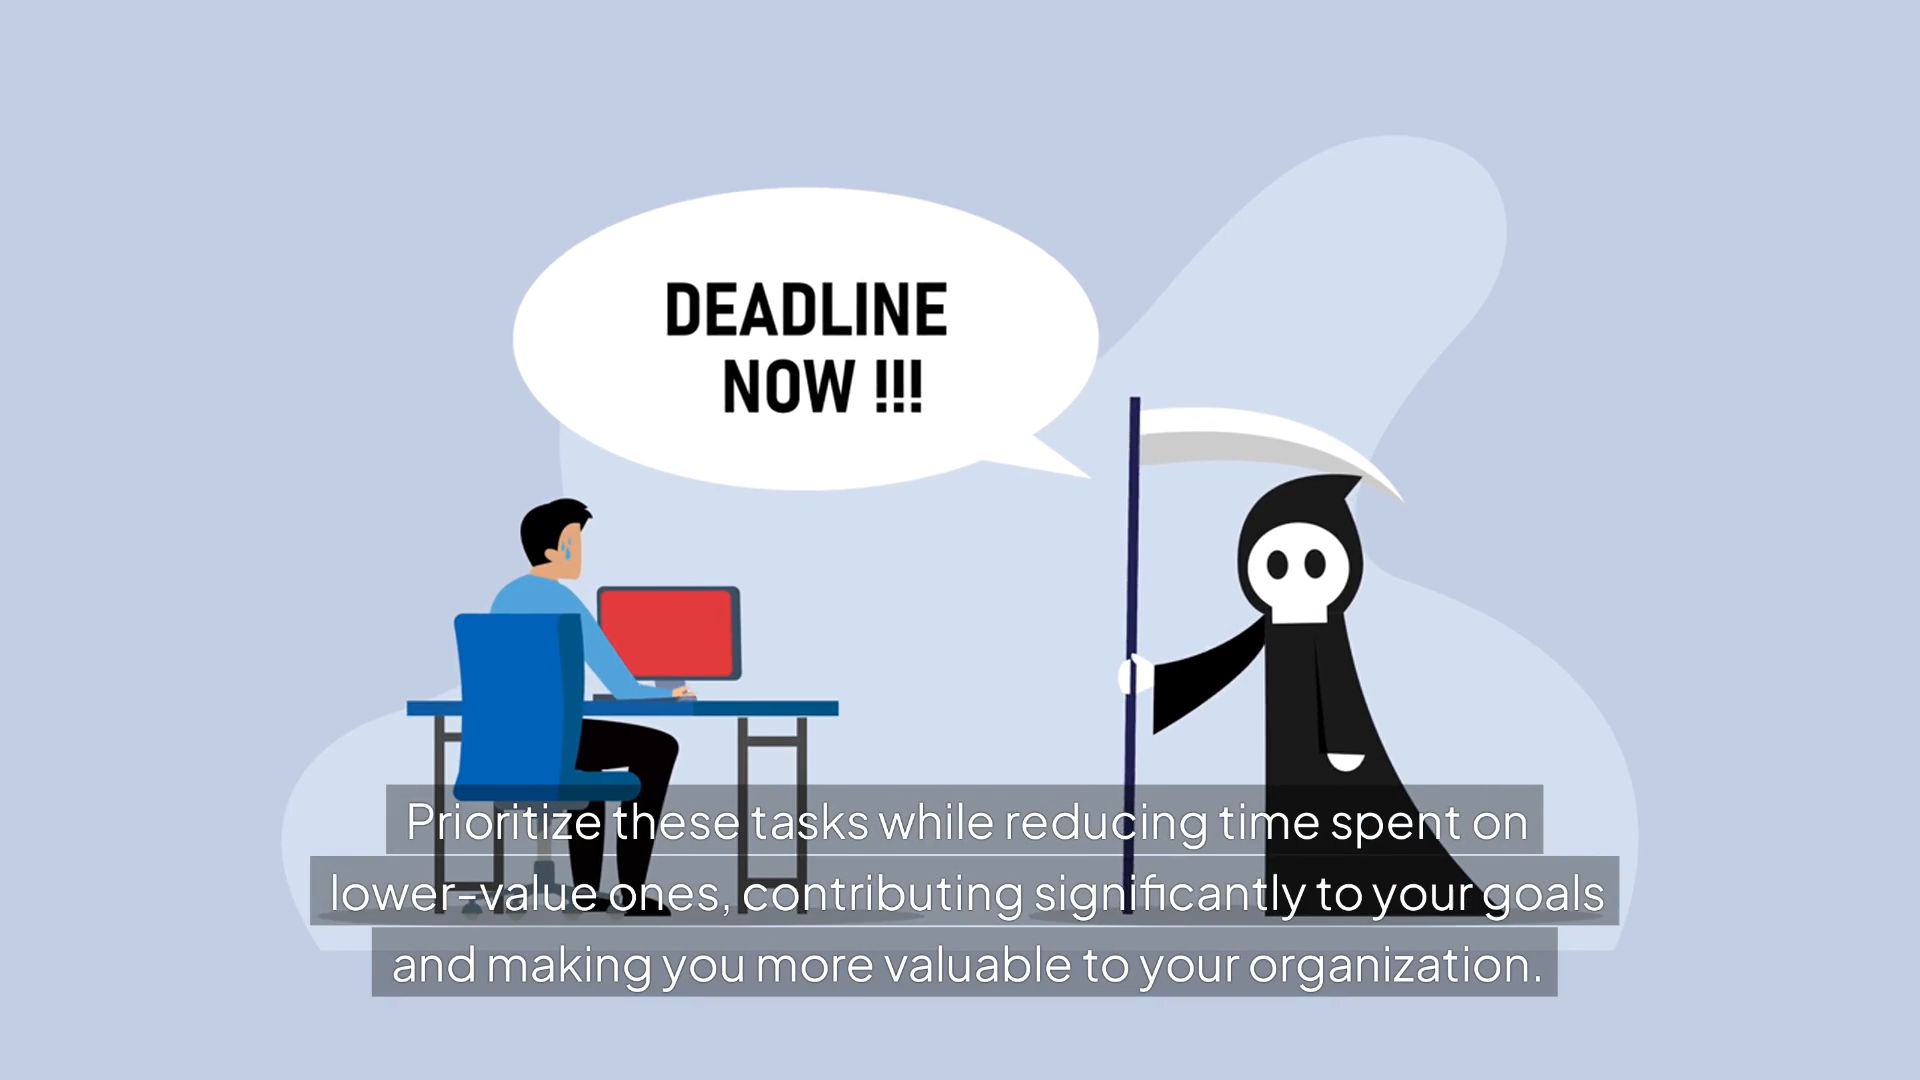 DEADLINE
NOW !!!
Prioritize these tasks while reducing time spent on
lower-value ones, contributing significantly to your goals
and making you more valuable to your organization.